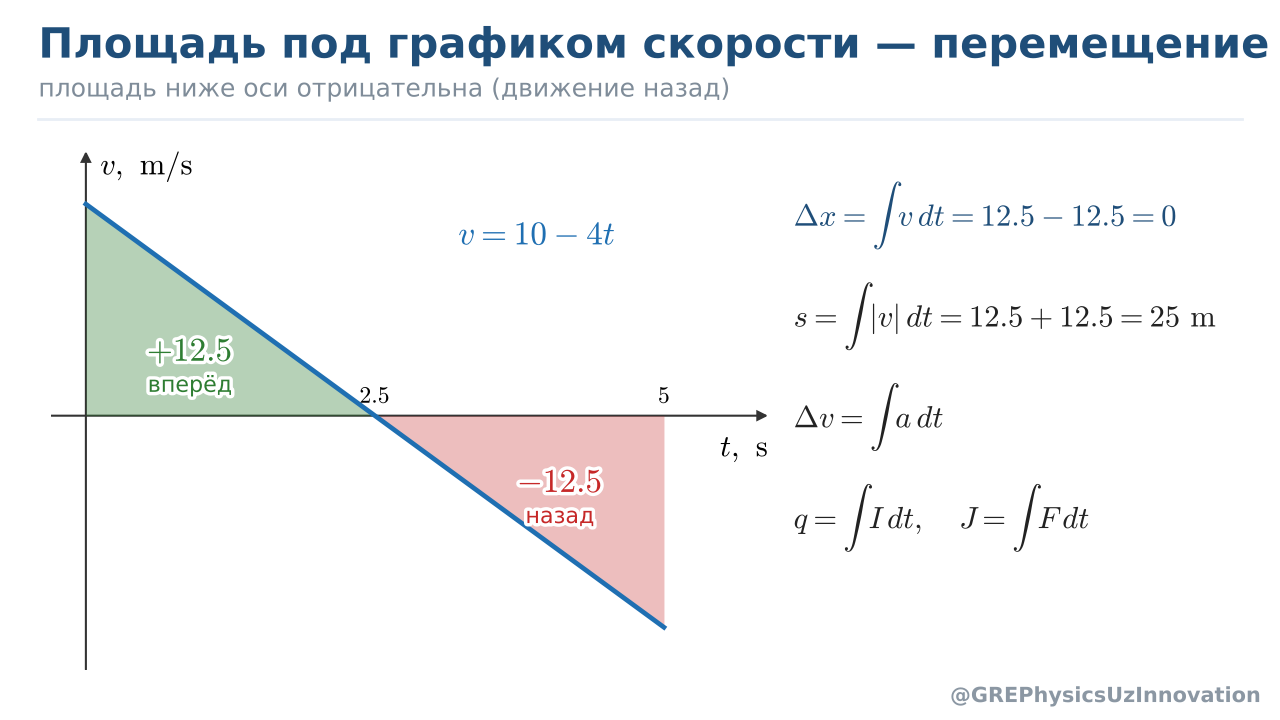 Площадь под графиком скорости — перемещение
площадь ниже оси отрицательна (движение назад)
v, m/s
v = 10 − 4t
+12.5
вперёд
2.5
5
t, s
−12.5
назад
Δx = ∫v dt = 12.5 − 12.5 = 0
s = ∫|v| dt = 12.5 + 12.5 = 25 m
Δv = ∫a dt
q = ∫I dt, J = ∫F dt
@GREPhysicsUzInnovation